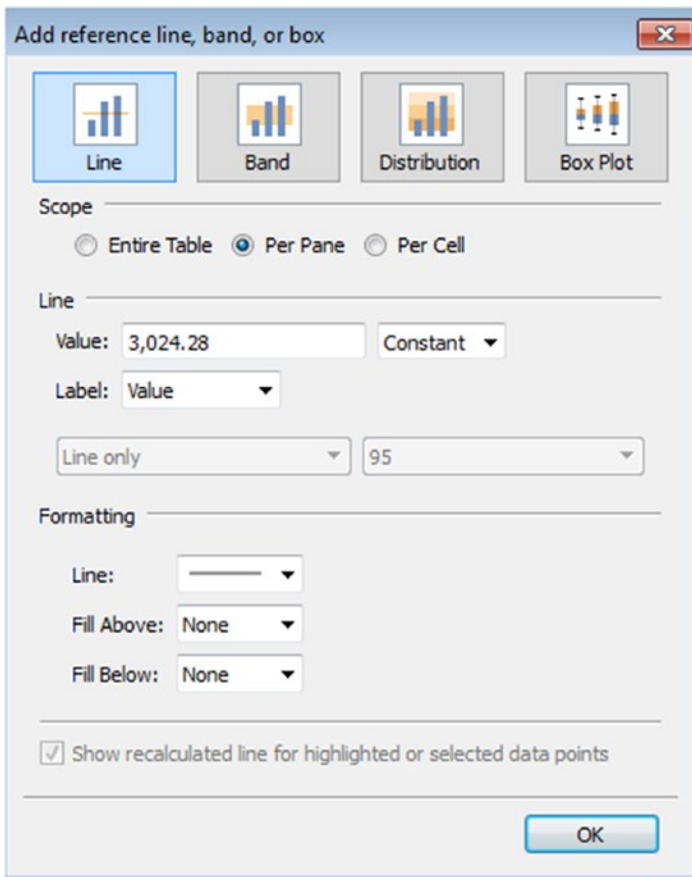 Add reference line, band, or box
Line Band Distribution Box Plot
Scope
Entire Table Per Pane Per Cell
Line
Value: 3,024.28 Constant
Label: Value
Line only 95
Formatting
Line:
Fill Above: None
Fill Below: None
Show recalculated line for highlighted or selected data points
OK